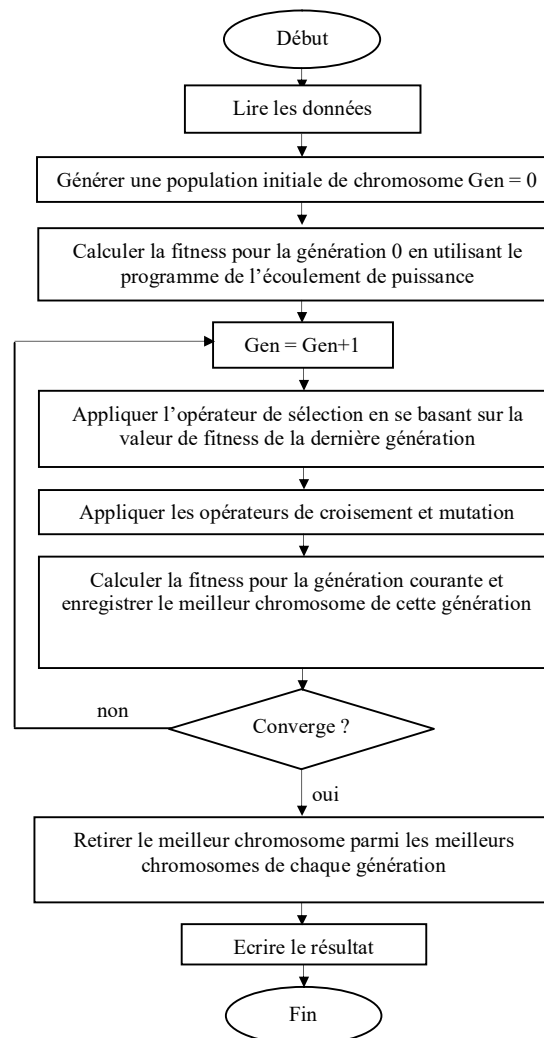 Début
Lire les données
Générer une population initiale de chromosome Gen = 0
Calculer la fitness pour la génération 0 en utilisant le
programme de l’écoulement de puissance
Gen = Gen+1
Appliquer l’opérateur de sélection en se basant sur la
valeur de fitness de la dernière génération
Appliquer les opérateurs de croisement et mutation
Calculer la fitness pour la génération courante et
enregistrer le meilleur chromosome de cette génération
non
Converge ?
oui
Retirer le meilleur chromosome parmi les meilleurs
chromosomes de chaque génération
Ecrire le résultat
Fin